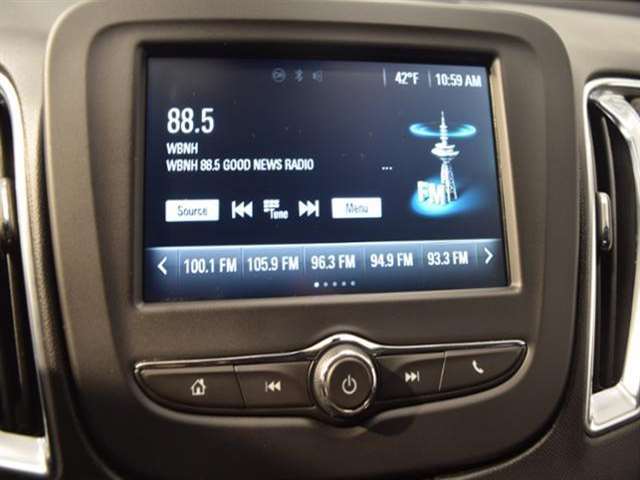 42°F 10:59 AM
88.5
WBNH
WBNH 88.5 GOOD NEWS RADIO ...
FM
Source Tune Menu
100.1 FM 105.9 FM 96.3 FM 94.9 FM 93.3 FM